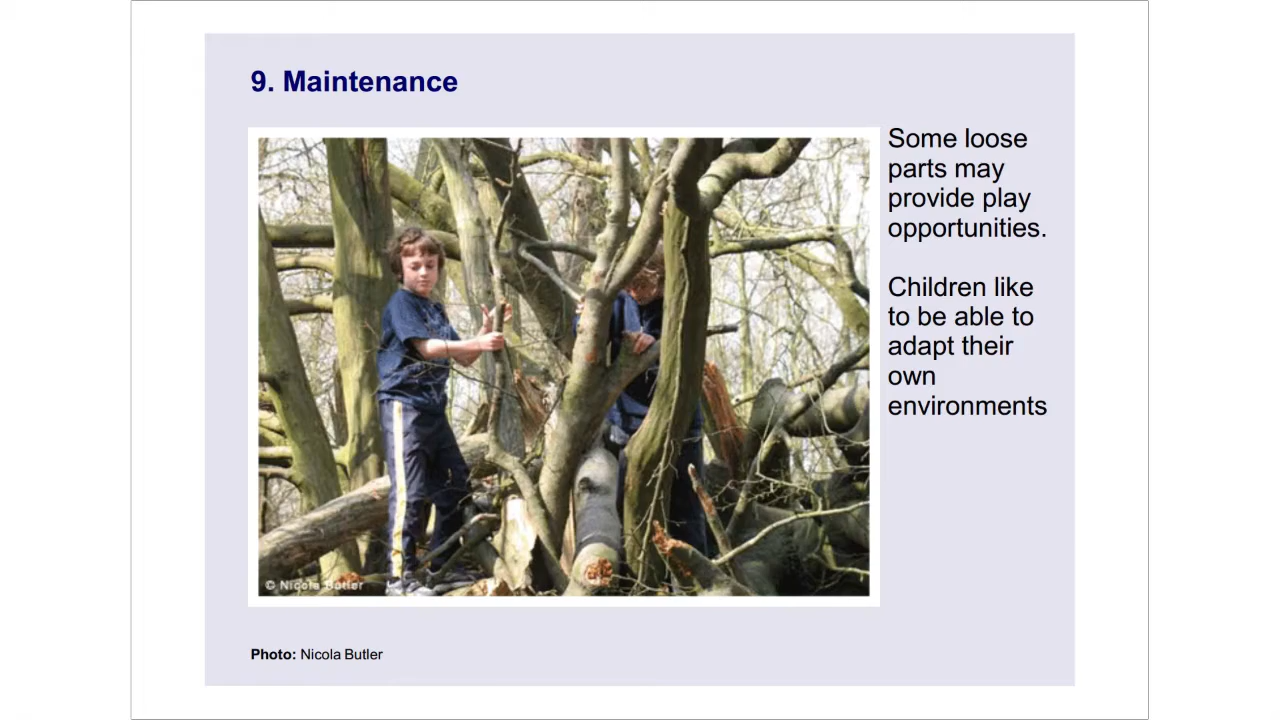 9. Maintenance
Some loose
parts may
provide play
opportunities.
Children like
to be able to
adapt their
own
environments
© Nicola Butler
Photo: Nicola Butler